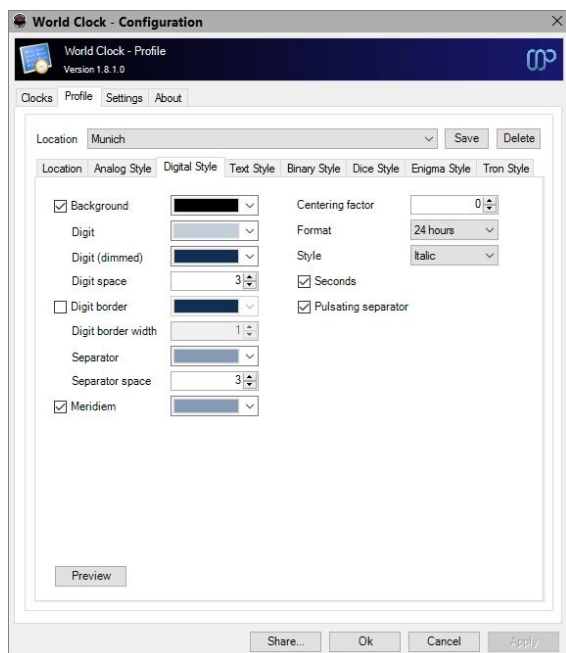 World Clock - Configuration
World Clock - Profile
Version 1.8.1.0
Clocks Profile Settings About
Location Munich Save Delete
Location Analog Style Digital Style Text Style Binary Style Dice Style Enigma Style Tron Style
Background Centering factor 0
Digit Format 24 hours
Digit (dimmed) Style Italic
Digit space 3 Seconds
Digit border Pulsating separator
Digit border width 1
Separator
Separator space 3
Meridiem
Preview
Share... Ok Cancel Apply